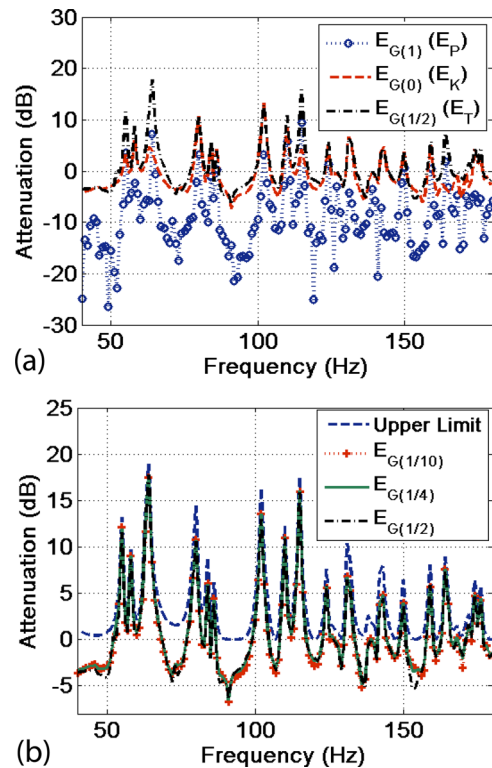 (a)
Attenuation (dB)
30
20
10
0
-10
-20
-30
50
100
150
Frequency (Hz)
E_G(1) (E_P)
E_G(0) (E_K)
E_G(1/2) (E_T)
(b)
Attenuation (dB)
25
20
15
10
5
0
-5
50
100
150
Frequency (Hz)
Upper Limit
E_G(1/10)
E_G(1/4)
E_G(1/2)